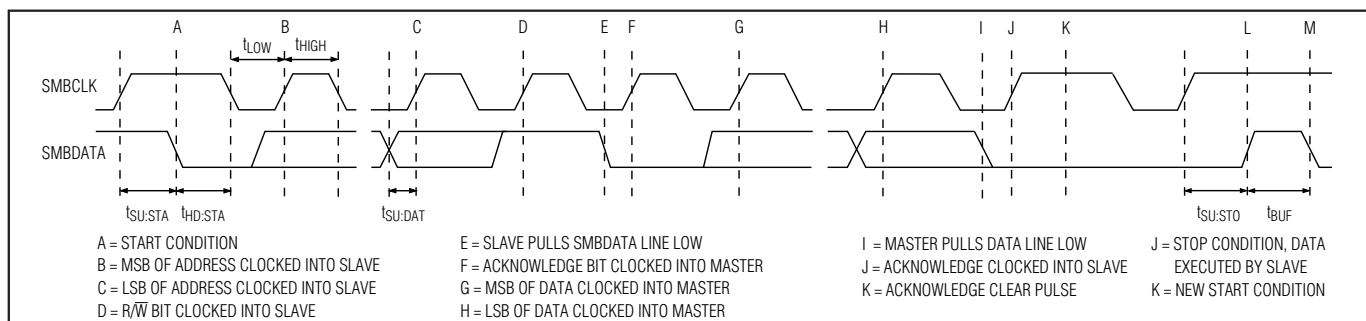 A B C D E F G H I J K L M
tLOW tHIGH
SMBCLK
SMBDATA
tSU:STA tHD:STA tSU:DAT tSU:STO tBUF
A = START CONDITION
B = MSB OF ADDRESS CLOCKED INTO SLAVE
C = LSB OF ADDRESS CLOCKED INTO SLAVE
D = R/W̅ BIT CLOCKED INTO SLAVE
E = SLAVE PULLS SMBDATA LINE LOW
F = ACKNOWLEDGE BIT CLOCKED INTO MASTER
G = MSB OF DATA CLOCKED INTO MASTER
H = LSB OF DATA CLOCKED INTO MASTER
I = MASTER PULLS DATA LINE LOW
J = ACKNOWLEDGE CLOCKED INTO SLAVE
K = ACKNOWLEDGE CLEAR PULSE
J = STOP CONDITION, DATA
EXECUTED BY SLAVE
K = NEW START CONDITION